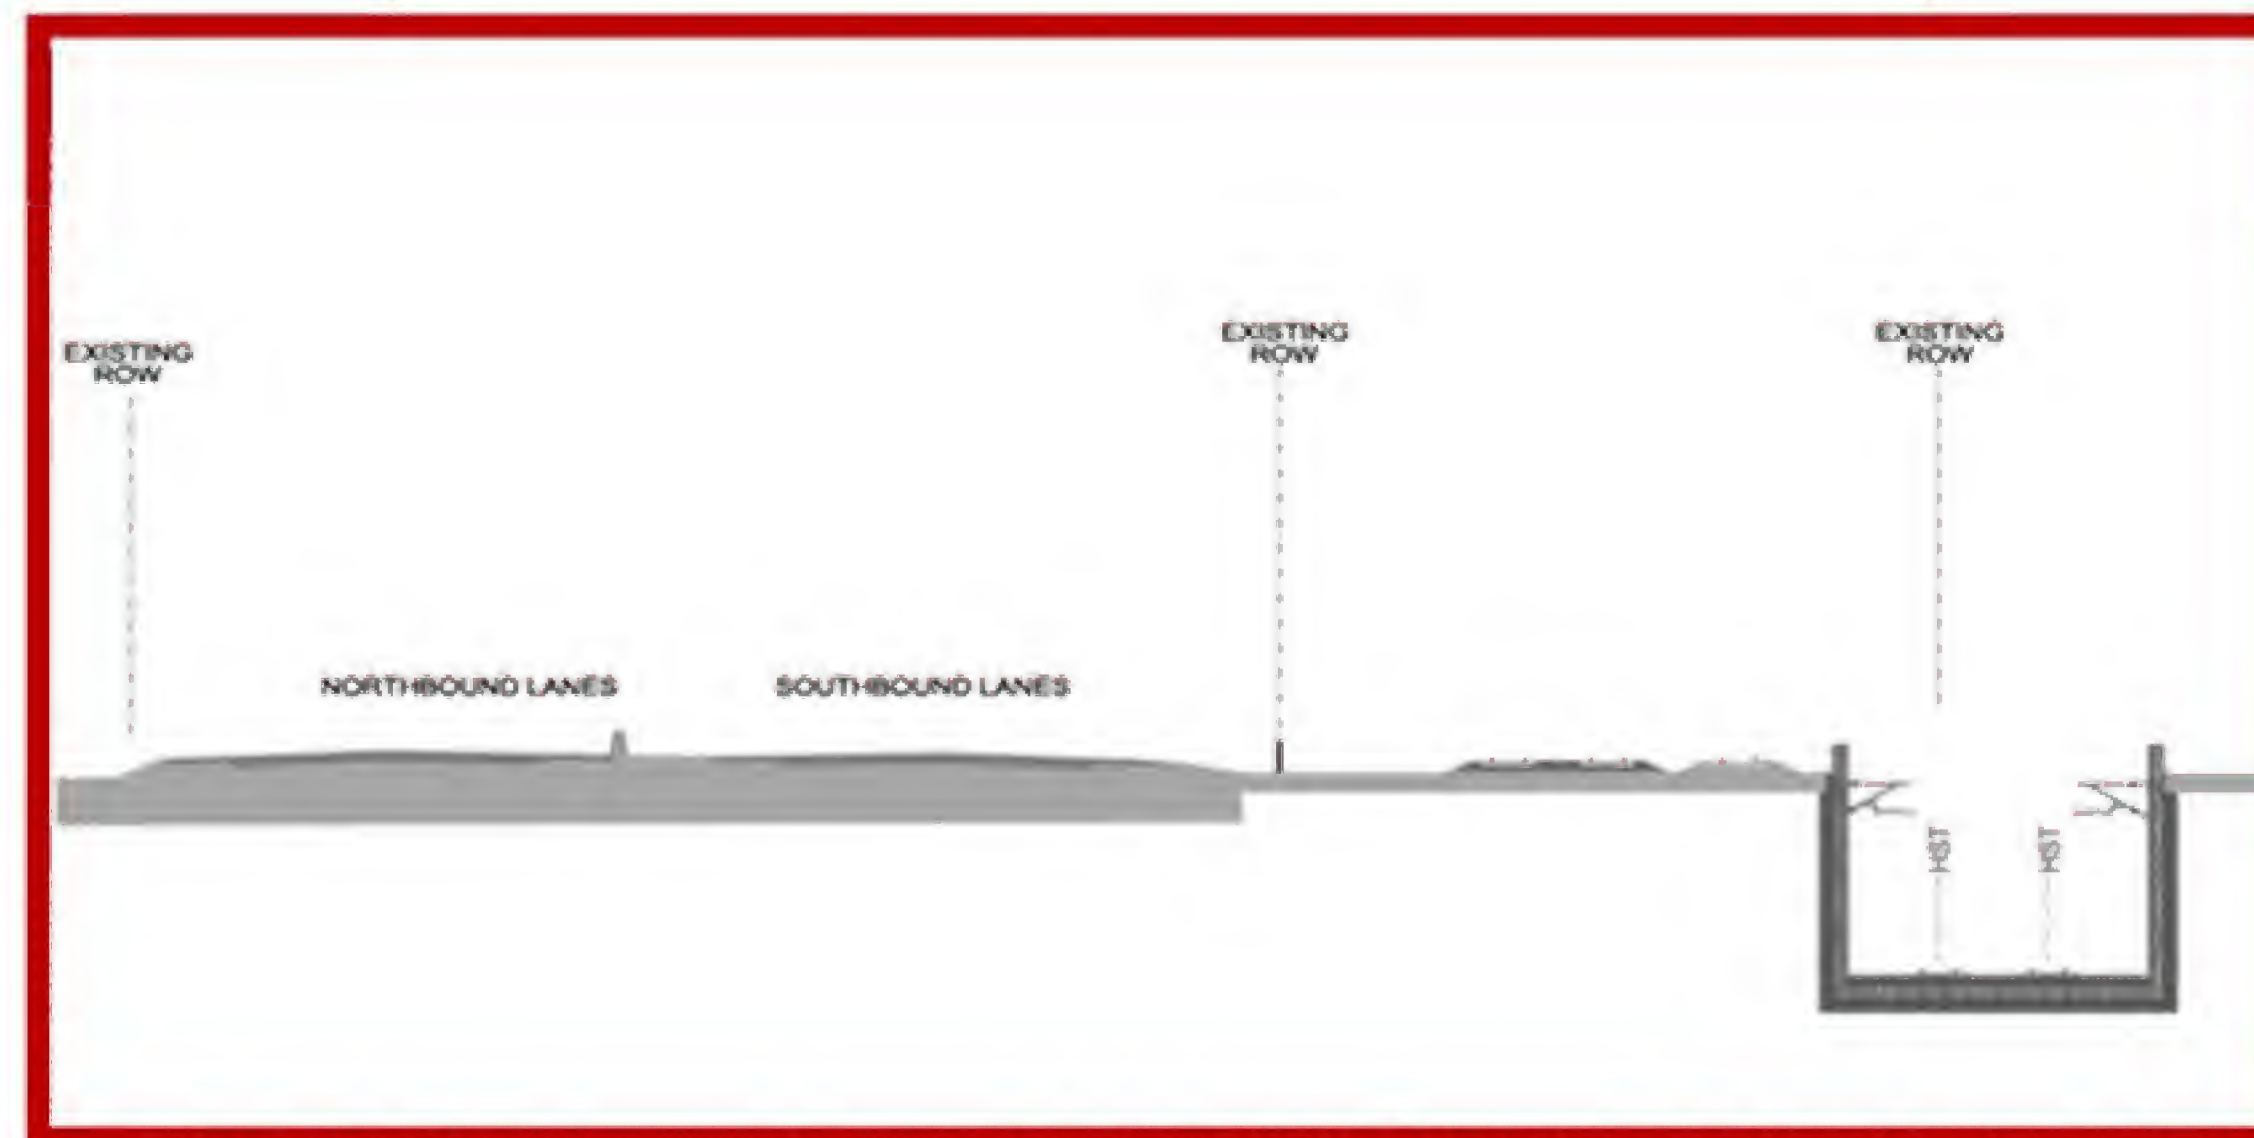 EXISTING
ROW
EXISTING
ROW
EXISTING
ROW
NORTHBOUND LANES
SOUTHBOUND LANES
HST
HST